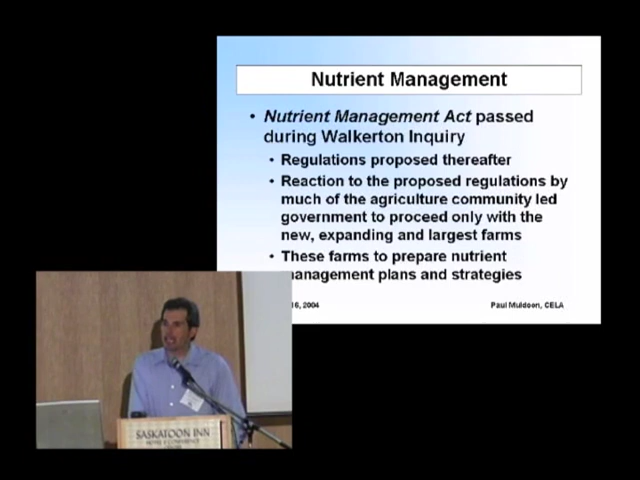 Nutrient Management
• Nutrient Management Act passed
during Walkerton Inquiry
• Regulations proposed thereafter
• Reaction to the proposed regulations by
much of the agriculture community led
government to proceed only with the
new, expanding and largest farms
• These farms to prepare nutrient
management plans and strategies
16, 2004
Paul Muldoon, CELA
SASKATOON INN